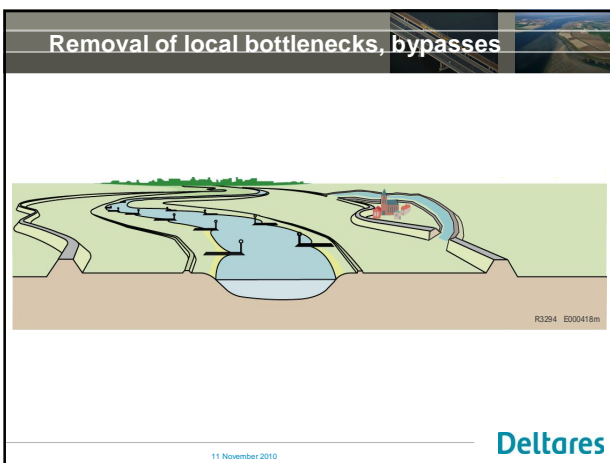 Removal of local bottlenecks, bypasses
R3294 E000418m
11 November 2010
Deltares